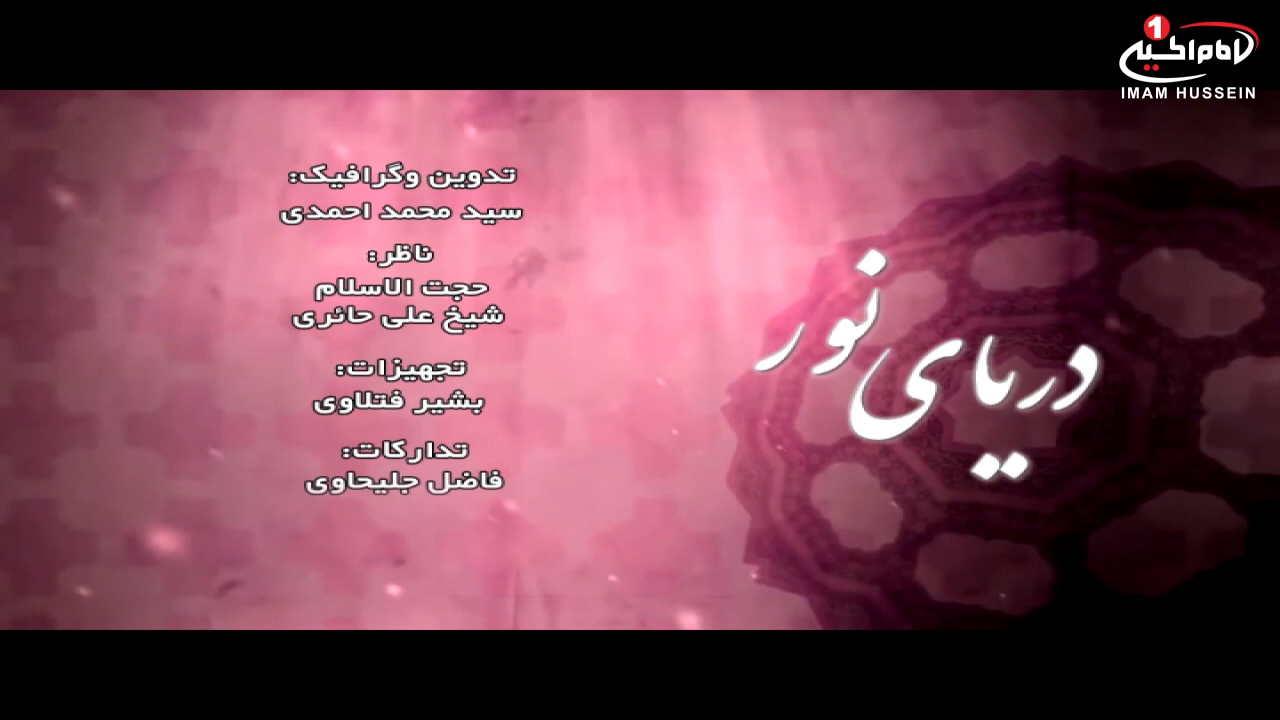 امام الحسین
1
IMAM HUSSEIN
تدوین وگرافیک:
سید محمد احمدی
ناظر:
حجت الاسلام
شیخ علی حائری
تجهیزات:
بشیر فتلاوی
تدارکات:
فاضل جلیحاوی
دریای نور